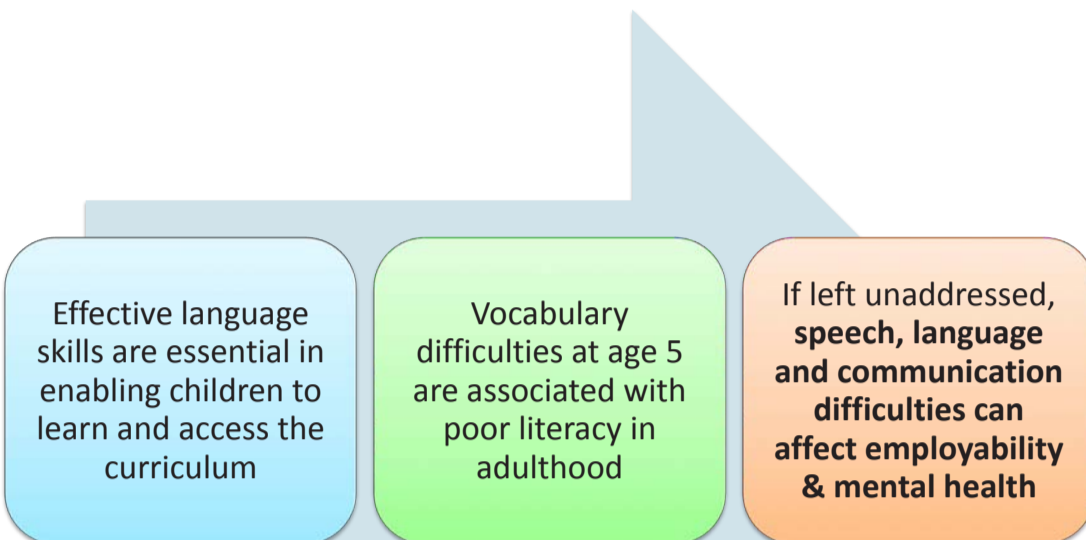 Effective language
skills are essential in
enabling children to
learn and access the
curriculum
Vocabulary
difficulties at age 5
are associated with
poor literacy in
adulthood
If left unaddressed,
speech, language
and communication
difficulties can
affect employability
& mental health